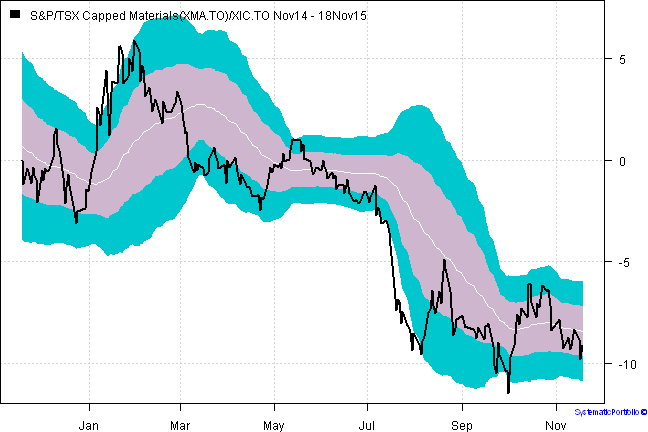 S&P/TSX Capped Materials(XMA.TO)/XIC.TO Nov14 - 18Nov15
5
0
-5
-10
Jan Mar May Jul Sep Nov
SystematicPortfolio ©